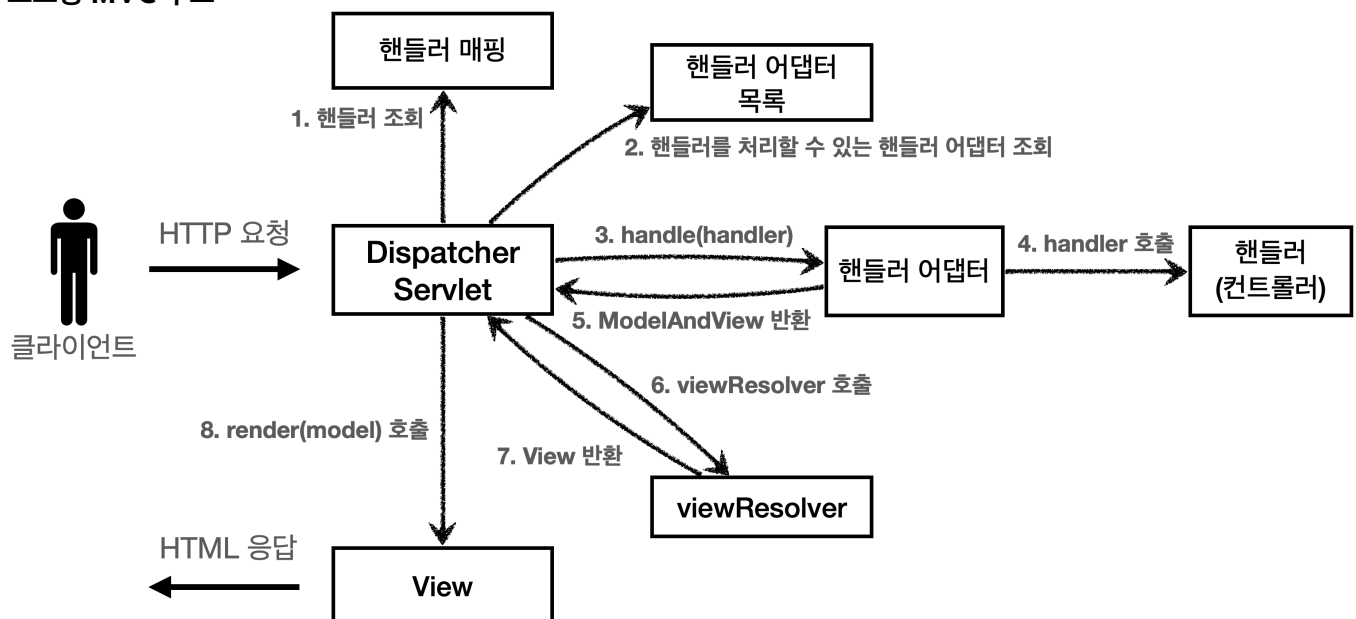 핸들러 매핑
핸들러 어댑터
목록
1. 핸들러 조회
2. 핸들러를 처리할 수 있는 핸들러 어댑터 조회
HTTP 요청
클라이언트
Dispatcher
Servlet
3. handle(handler)
핸들러 어댑터
4. handler 호출
핸들러
(컨트롤러)
5. ModelAndView 반환
6. viewResolver 호출
7. View 반환
8. render(model) 호출
viewResolver
HTML 응답
View